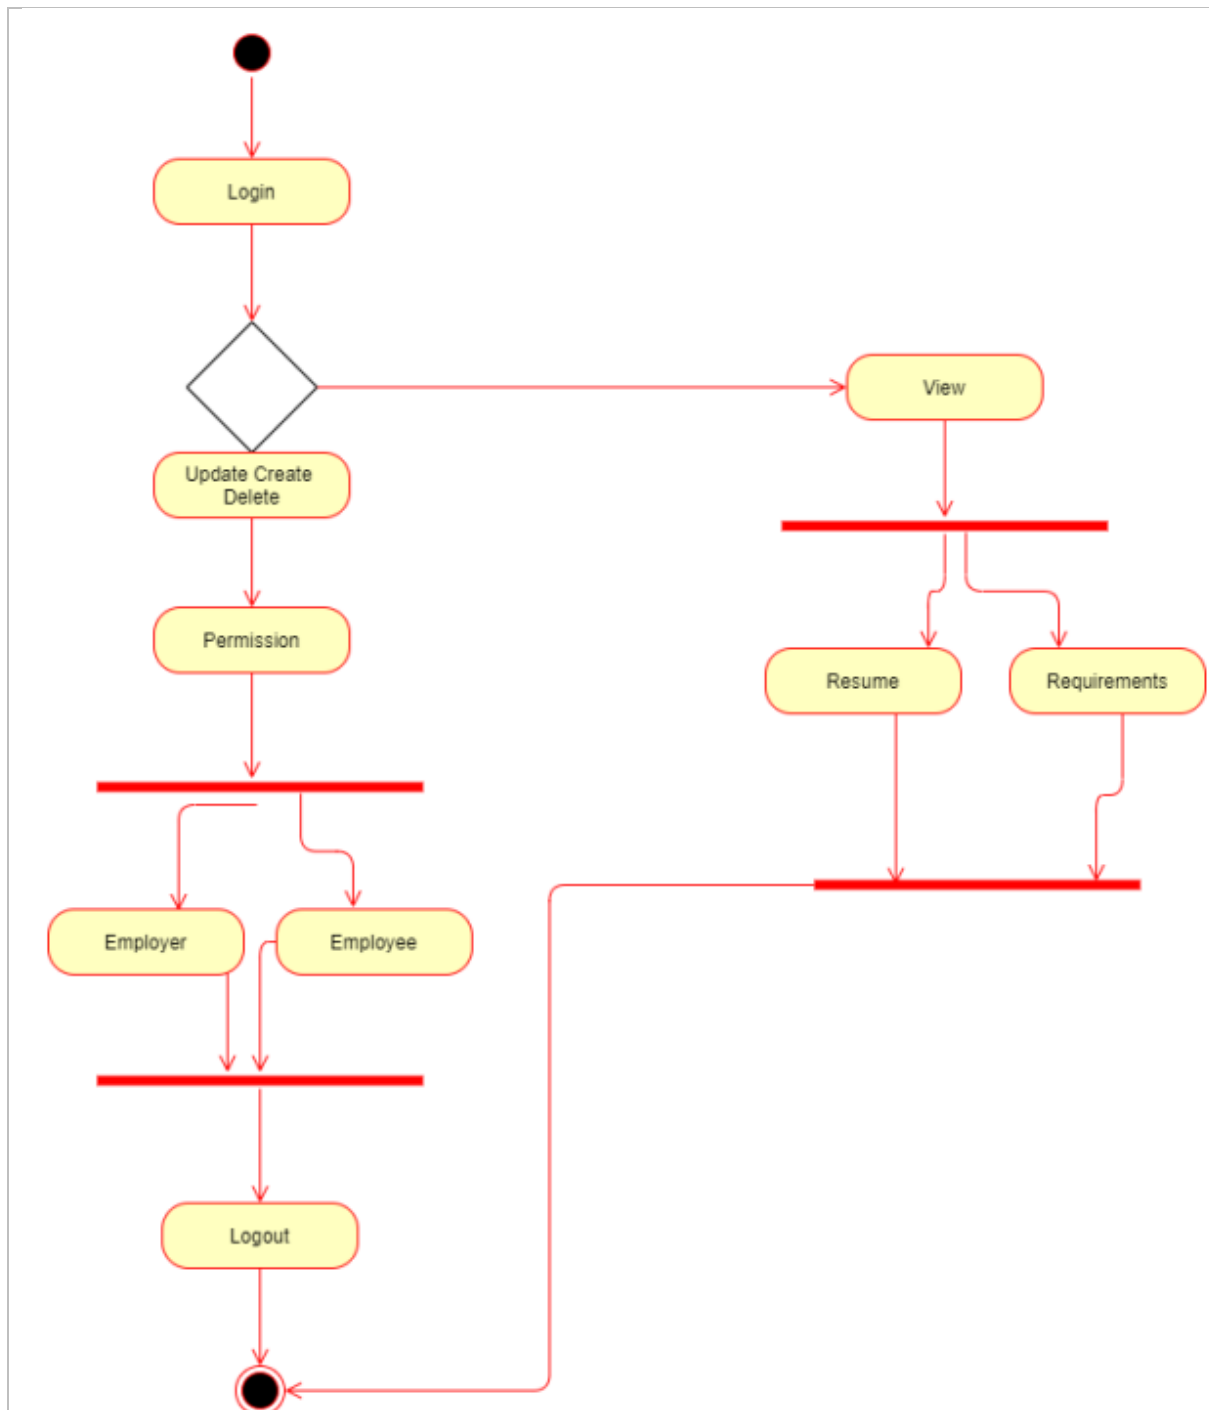 Login
View
Update Create
Delete
Permission
Resume
Requirements
Employer
Employee
Logout